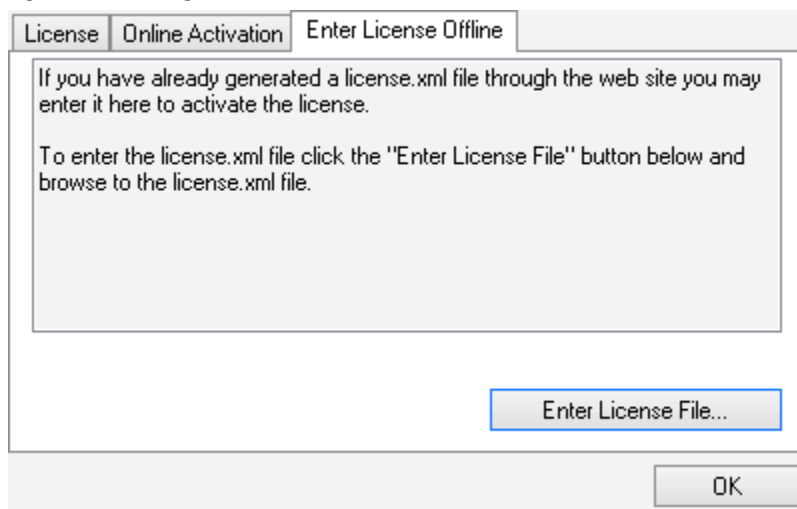 License
Online Activation
Enter License Offline
If you have already generated a license.xml file through the web site you may
enter it here to activate the license.
To enter the license.xml file click the "Enter License File" button below and
browse to the license.xml file.
Enter License File...
OK